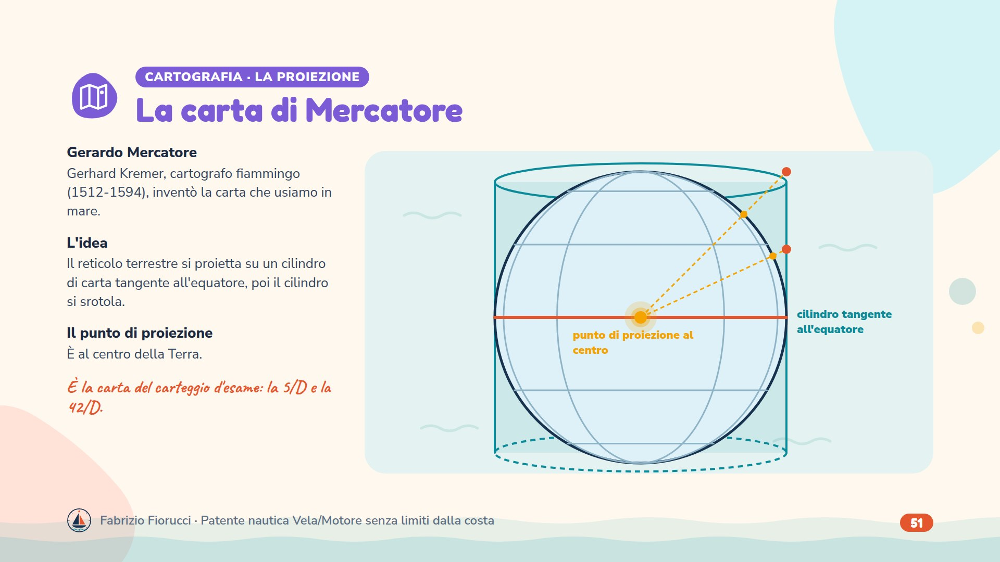 CARTOGRAFIA · LA PROIEZIONE
La carta di Mercatore
Gerardo Mercatore
Gerhard Kremer, cartografo fiammingo
(1512-1594), inventò la carta che usiamo in
mare.
L'idea
Il reticolo terrestre si proietta su un cilindro
di carta tangente all'equatore, poi il cilindro
si srotola.
Il punto di proiezione
È al centro della Terra.
È la carta del carteggio d'esame: la 5/D e la
42/D.
punto di proiezione al
centro
cilindro tangente
all'equatore
Fabrizio Fiorucci · Patente nautica Vela/Motore senza limiti dalla costa
51